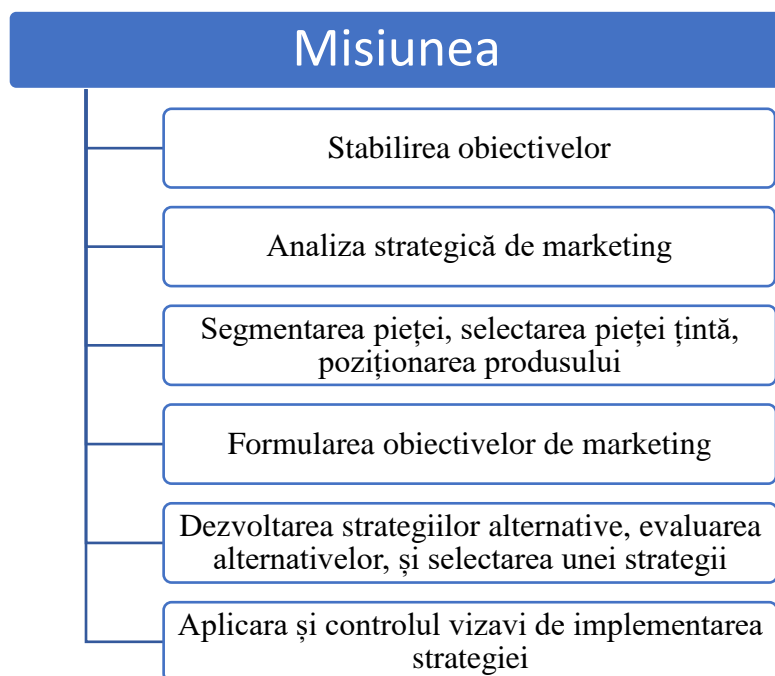 Misiunea
Stabilirea obiectivelor
Analiza strategică de marketing
Segmentarea pieței, selectarea pieței țintă,
poziționarea produsului
Formularea obiectivelor de marketing
Dezvoltarea strategiilor alternative, evaluarea
alternativelor, și selectarea unei strategii
Aplicara și controlul vizavi de implementarea
strategiei